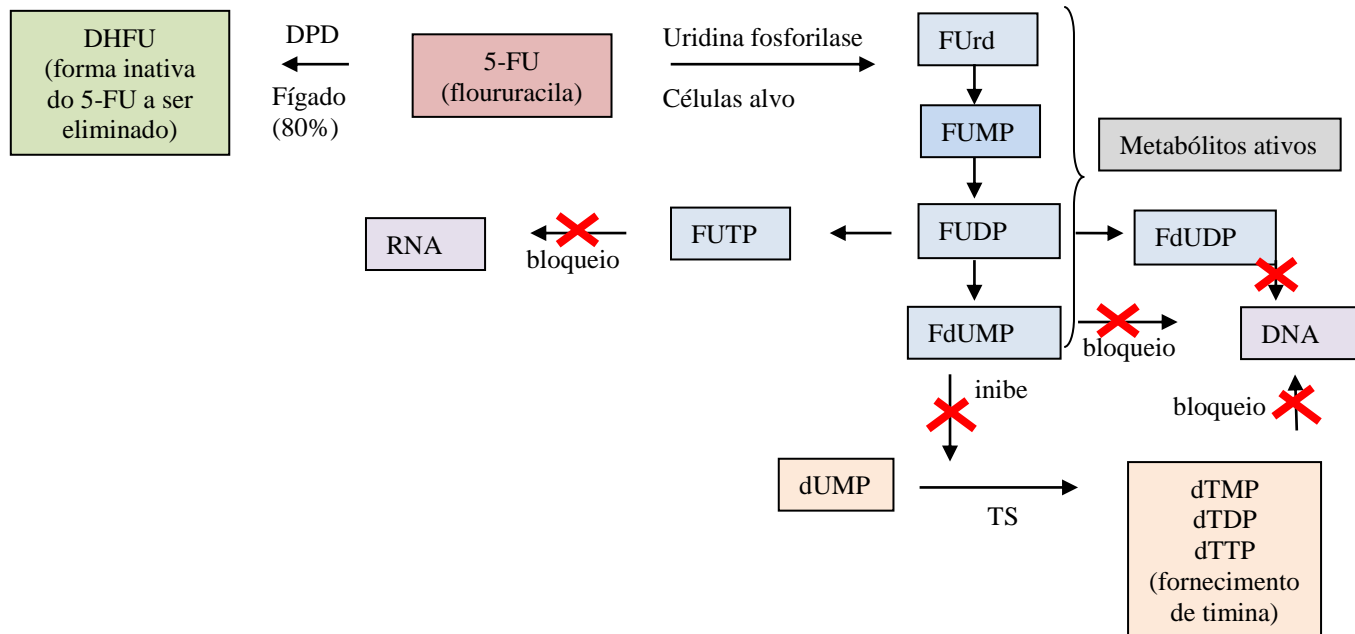 DHFU
(forma inativa
do 5-FU a ser
eliminado)
DPD
Fígado
(80%)
5-FU
(floururacila)
Uridina fosforilase
Células alvo
FUrd
FUMP
Metabólitos ativos
RNA
bloqueio
FUTP
FUDP
FdUDP
FdUMP
bloqueio
DNA
inibe
bloqueio
dUMP
TS
dTMP
dTDP
dTTP
(fornecimento
de timina)